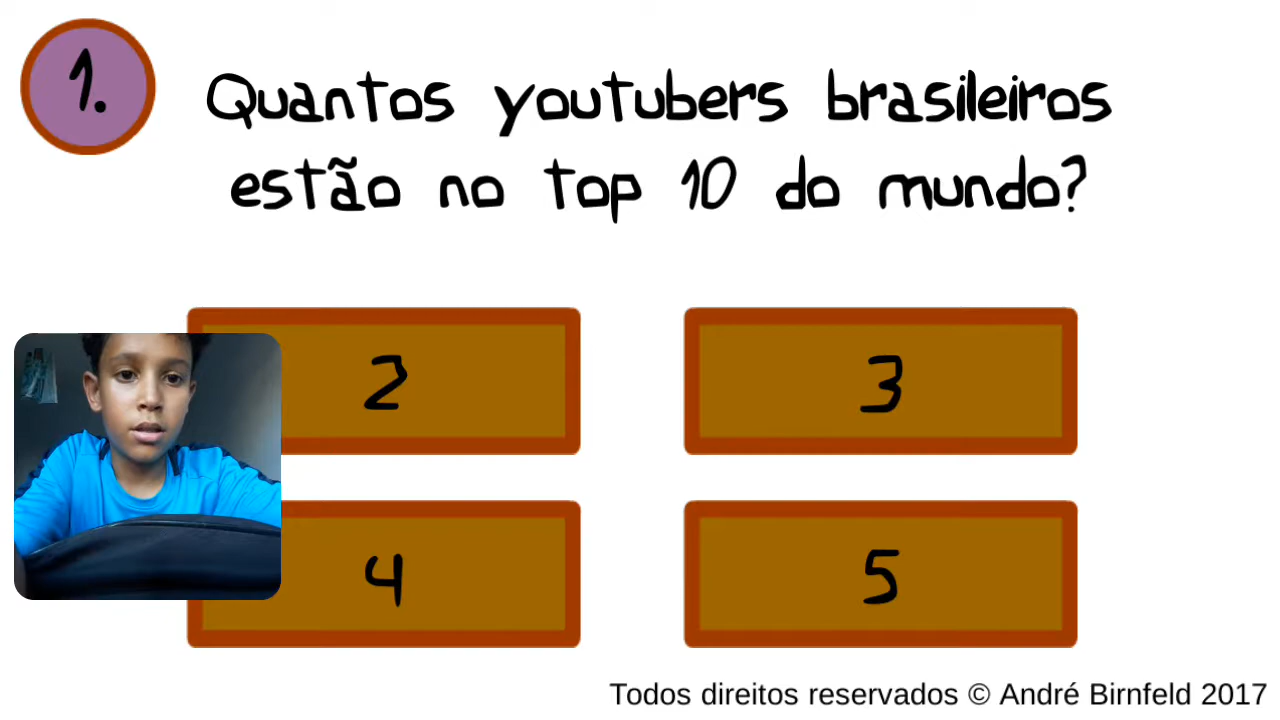 1.
Quantos youtubers brasileiros
estão no top 10 do mundo?
2
3
4
5
Todos direitos reservados © André Birnfeld 2017